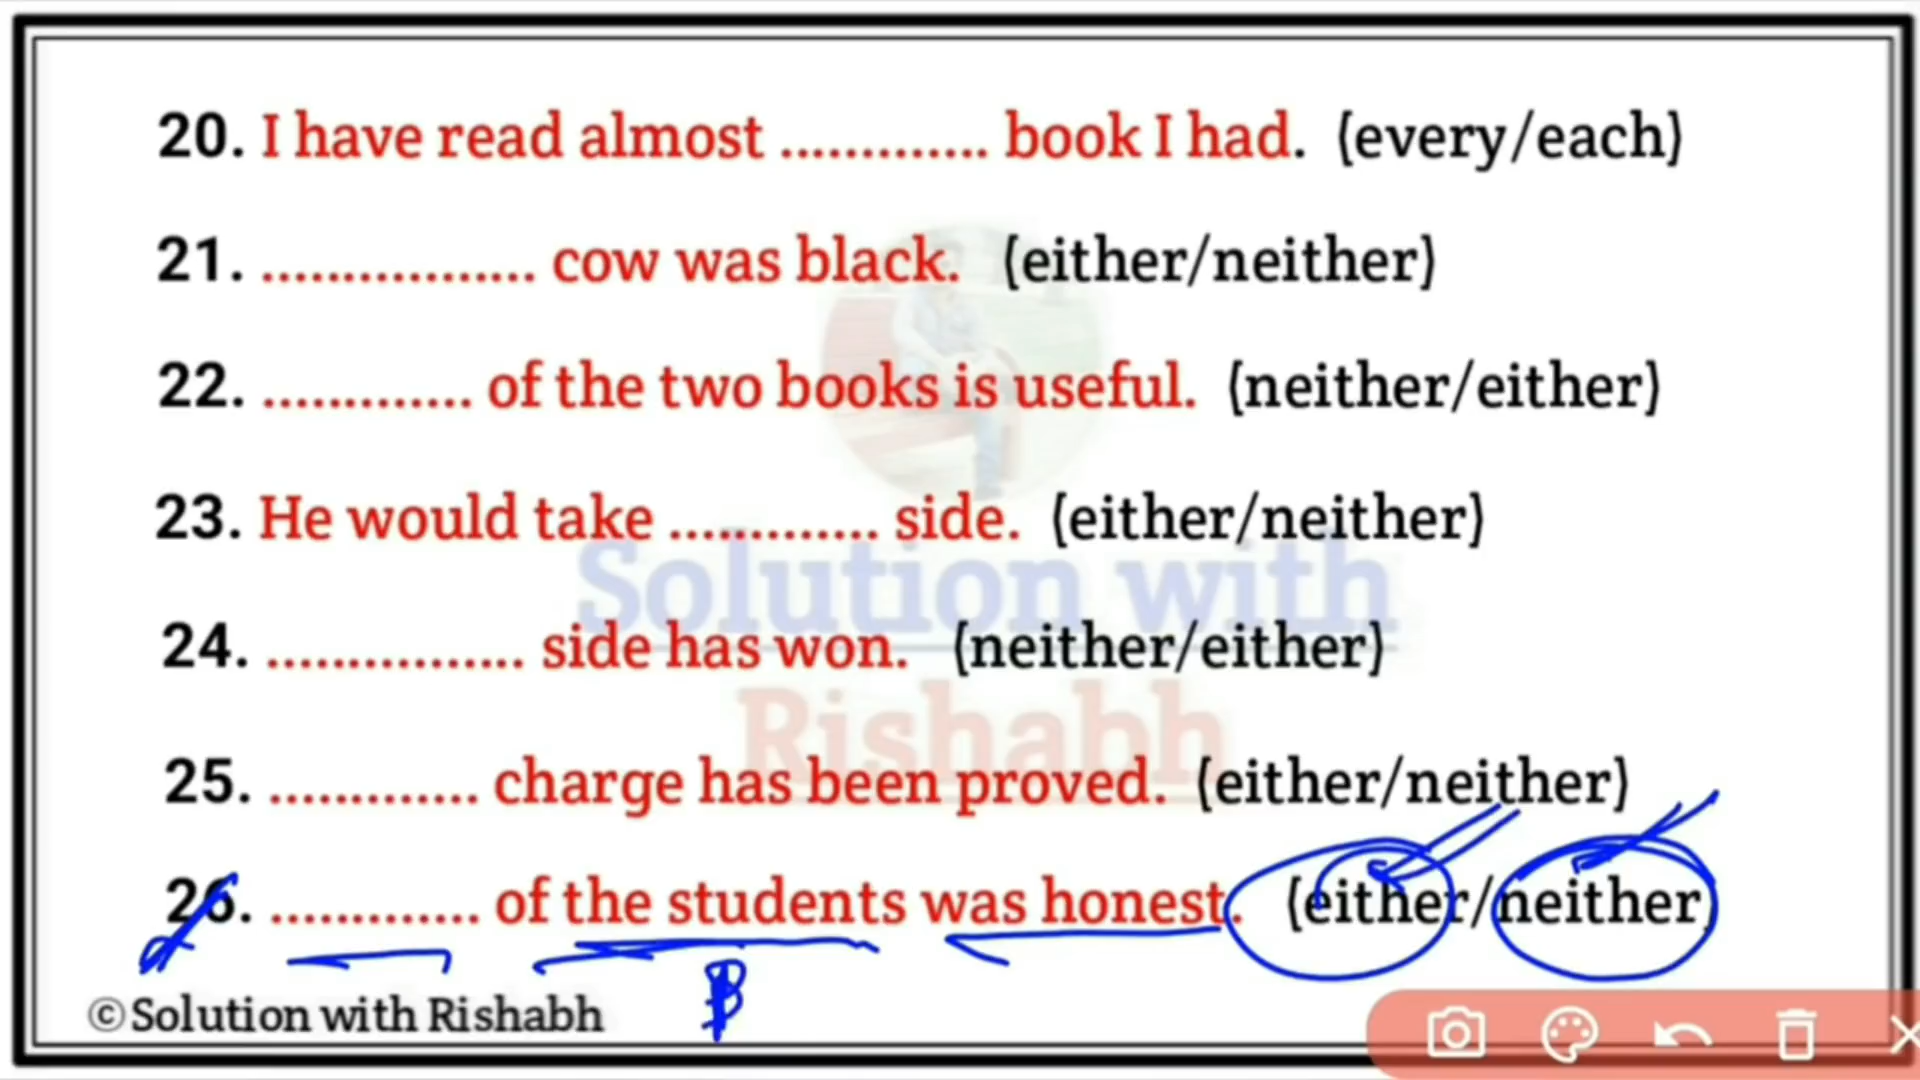 20. I have read almost ............. book I had. (every/each)
21. ................. cow was black. (either/neither)
22. ............. of the two books is useful. (neither/either)
23. He would take ............. side. (either/neither)
Solution with
24. ................ side has won. (neither/either)
Rishabh
25. ............. charge has been proved. (either/neither)
26. ............. of the students was honest. (either/neither)
©Solution with Rishabh